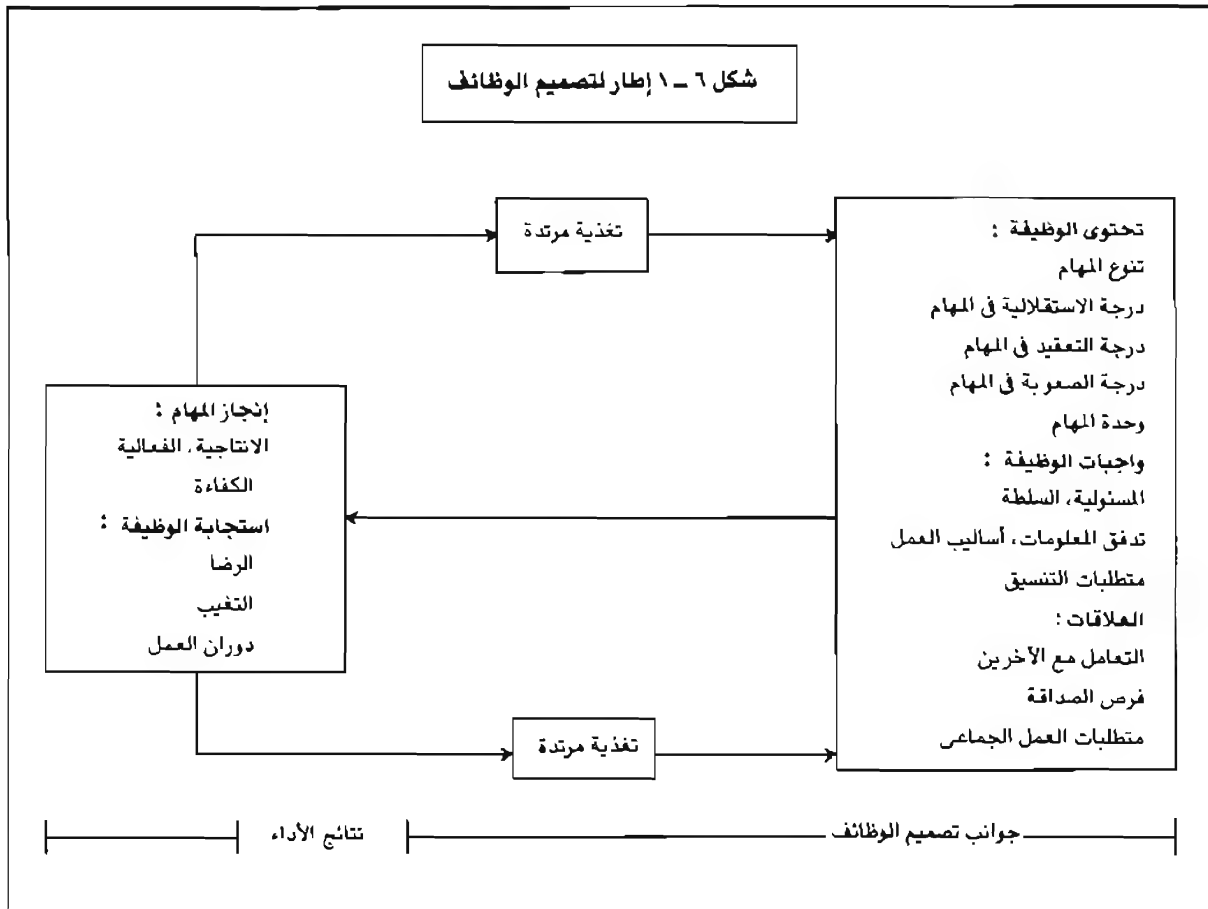 شكل ٦ – ١ إطار لتصميم الوظائف
تغذية مرتدة
تحتوى الوظيفة :
تنوع المهام
درجة الاستقلالية فى المهام
درجة التعقيد فى المهام
درجة الصعوبة فى المهام
وحدة المهام
واجبات الوظيفة :
المسئولية، السلطة
تدفق المعلومات، أساليب العمل
متطلبات التنسيق
العلاقات :
التعامل مع الآخرين
فرص الصداقة
متطلبات العمل الجماعى
إنجاز المهام :
الانتاجية، الفعالية
الكفاءة
استجابة الوظيفة :
الرضا
التغيب
دوران العمل
تغذية مرتدة
جوانب تصميم الوظائف
نتائج الأداء